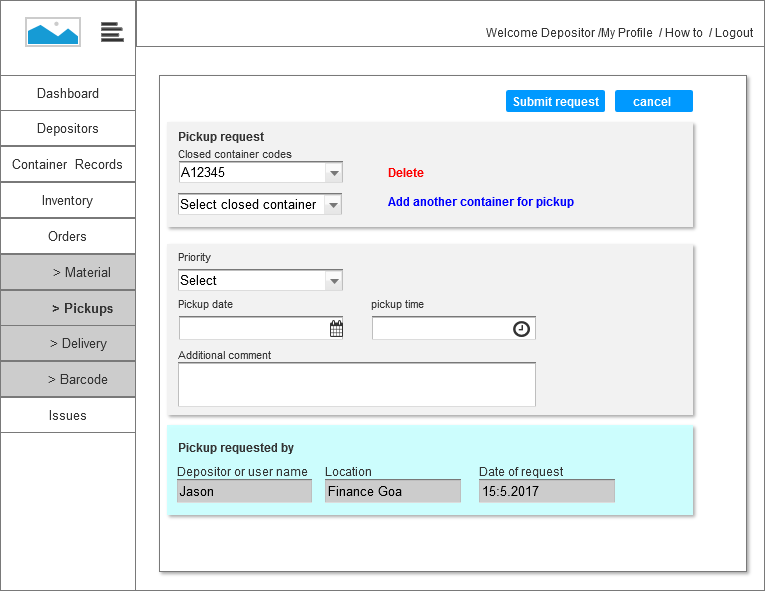 Welcome Depositor /My Profile / How to / Logout
Dashboard
Depositors
Container Records
Inventory
Orders
> Material
> Pickups
> Delivery
> Barcode
Issues
Submit request cancel
Pickup request
Closed container codes
A12345 Delete
Select closed container Add another container for pickup
Priority
Select
Pickup date pickup time
Additional comment
Pickup requested by
Depositor or user name Location Date of request
Jason Finance Goa 15:5.2017